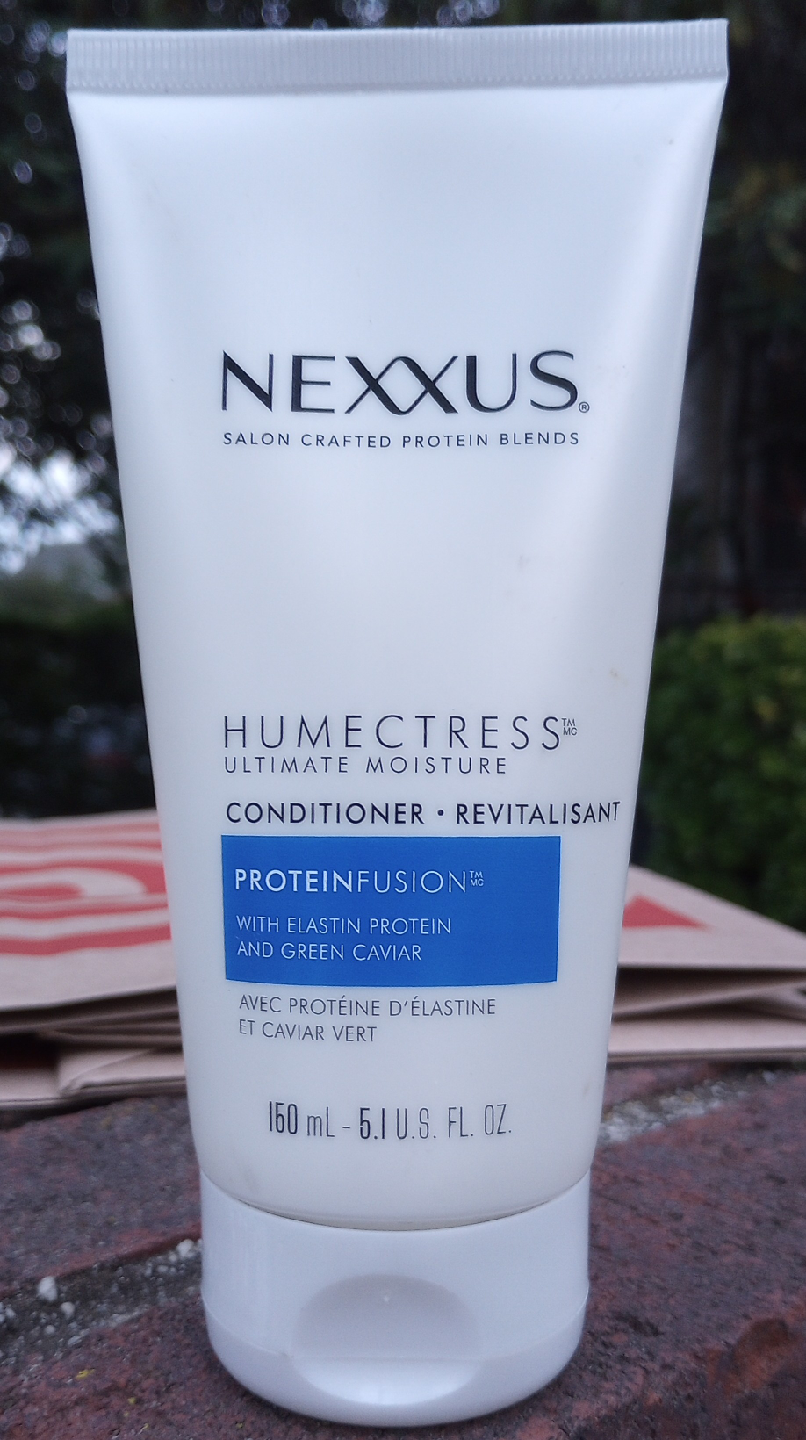 NEXXUS®
SALON CRAFTED PROTEIN BLENDS
HUMECTRESS™ MC
ULTIMATE MOISTURE
CONDITIONER • REVITALISANT
PROTEINFUSION™ MC
WITH ELASTIN PROTEIN
AND GREEN CAVIAR
AVEC PROTÉINE D'ÉLASTINE
ET CAVIAR VERT
150 mL - 5.1 U.S. FL. OZ.